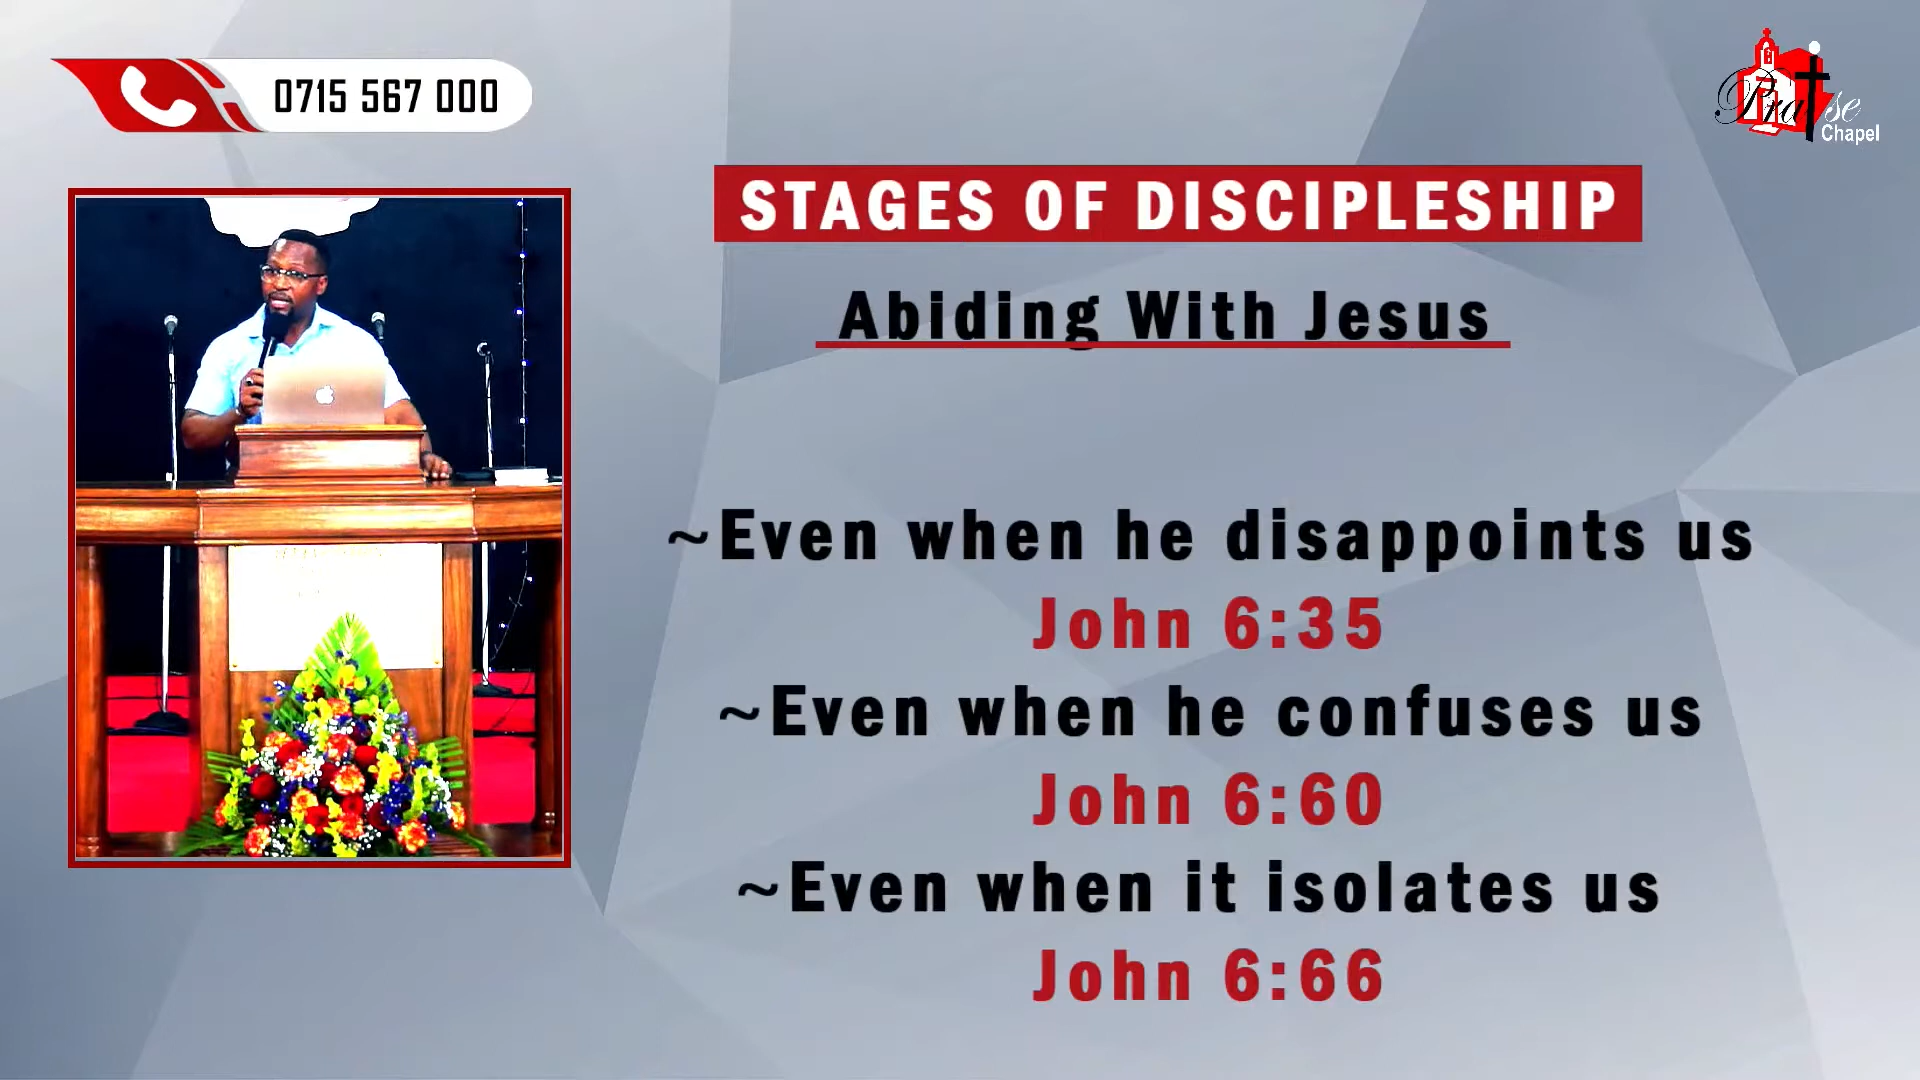 0715 567 000
Praise
Chapel
STAGES OF DISCIPLESHIP
Abiding With Jesus
~Even when he disappoints us
John 6:35
~Even when he confuses us
John 6:60
~Even when it isolates us
John 6:66